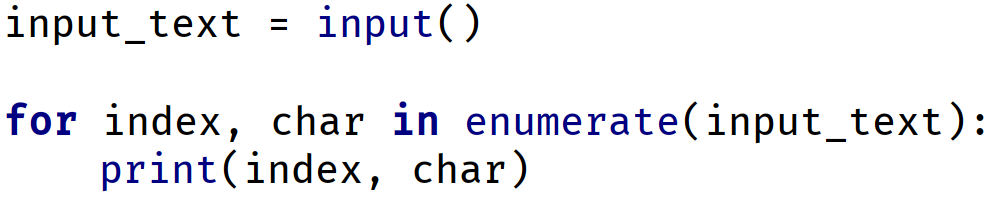 input_text = input()

for index, char in enumerate(input_text):
    print(index, char)